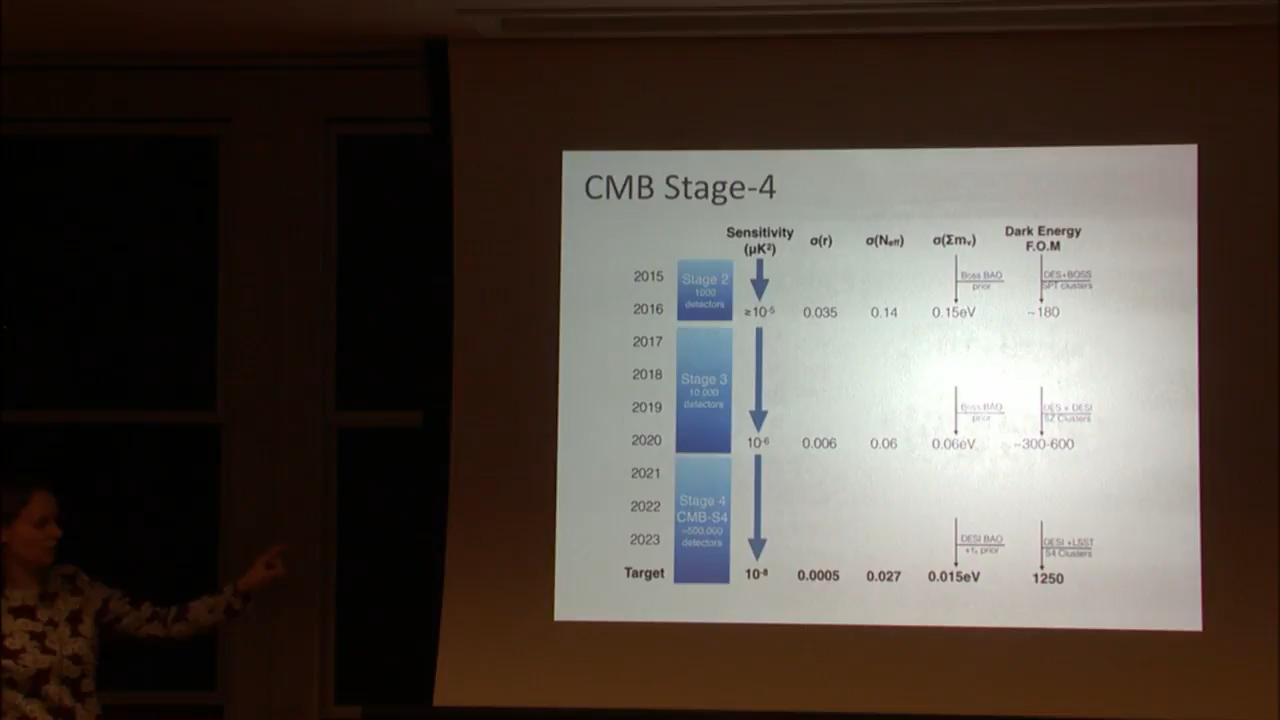 CMB Stage-4
Sensitivity (μK²) σ(r) σ(Neff) σ(Σmν) Dark Energy F.O.M
2015 Stage 2 1000 detectors Boss BAO prior DES+BOSS SPT clusters
2016 ≥10-5 0.035 0.14 0.15eV ~180
2017
2018 Stage 3
2019 10,000 detectors Boss BAO prior DES + DESI SZ Clusters
2020 10-6 0.006 0.06 0.06eV ~300-600
2021
2022 Stage 4 CMB-S4
2023 ~500,000 detectors DESI BAO prior DESI +LSST S4 Clusters
Target 10-8 0.0005 0.027 0.015eV 1250